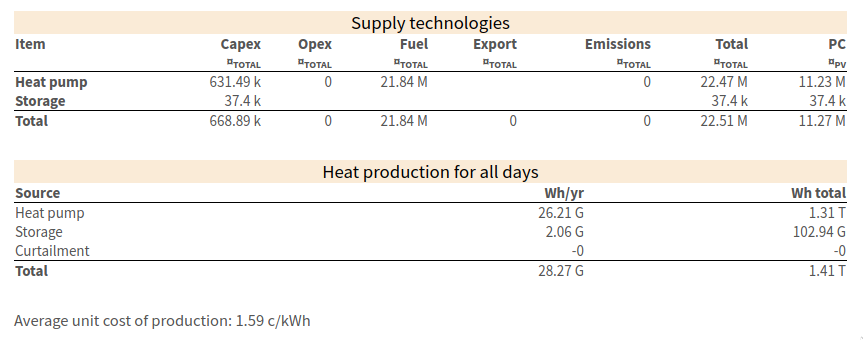 Supply technologies
Item Capex Opex Fuel Export Emissions Total PC
¤TOTAL ¤TOTAL ¤TOTAL ¤TOTAL ¤TOTAL ¤TOTAL ¤PV
Heat pump 631.49 k 0 21.84 M 0 22.47 M 11.23 M
Storage 37.4 k 37.4 k 37.4 k
Total 668.89 k 0 21.84 M 0 0 22.51 M 11.27 M
Heat production for all days
Source Wh/yr Wh total
Heat pump 26.21 G 1.31 T
Storage 2.06 G 102.94 G
Curtailment -0 -0
Total 28.27 G 1.41 T
Average unit cost of production: 1.59 c/kWh